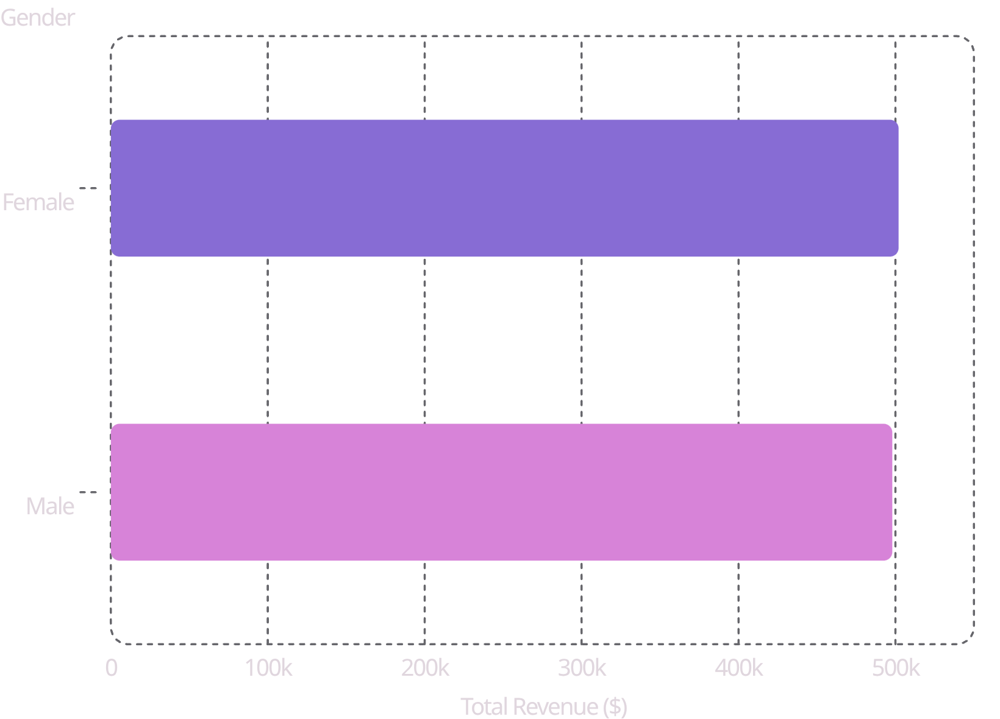 Gender
Female
Male
0 100k 200k 300k 400k 500k
Total Revenue ($)